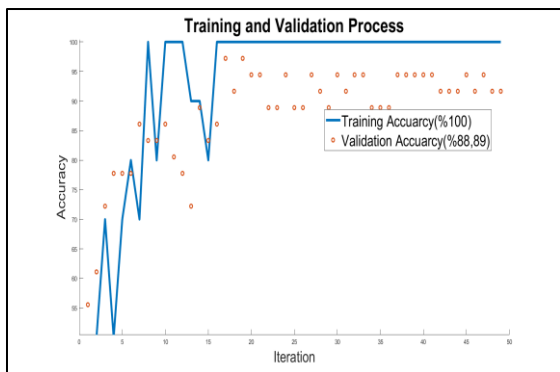 Training and Validation Process
100
95
90
85
80
75
70
65
60
55
Accuracy
Training Accuarcy(%100)
Validation Accuarcy(%88,89)
0 5 10 15 20 25 30 35 40 45 50
Iteration